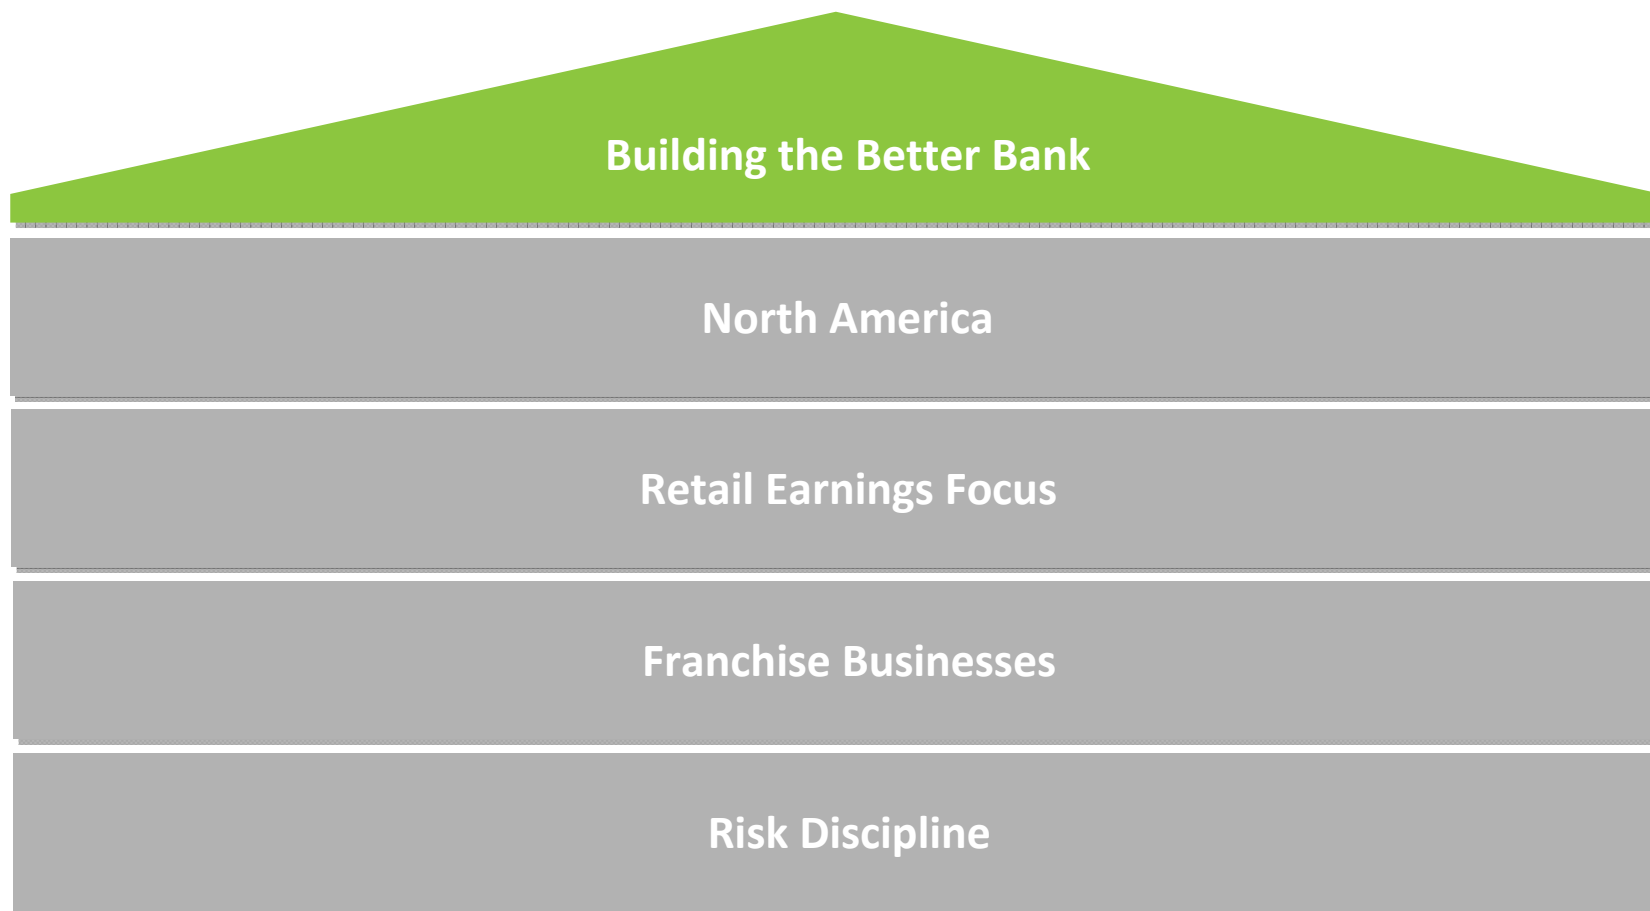 Building the Better Bank
North America
Retail Earnings Focus
Franchise Businesses
Risk Discipline